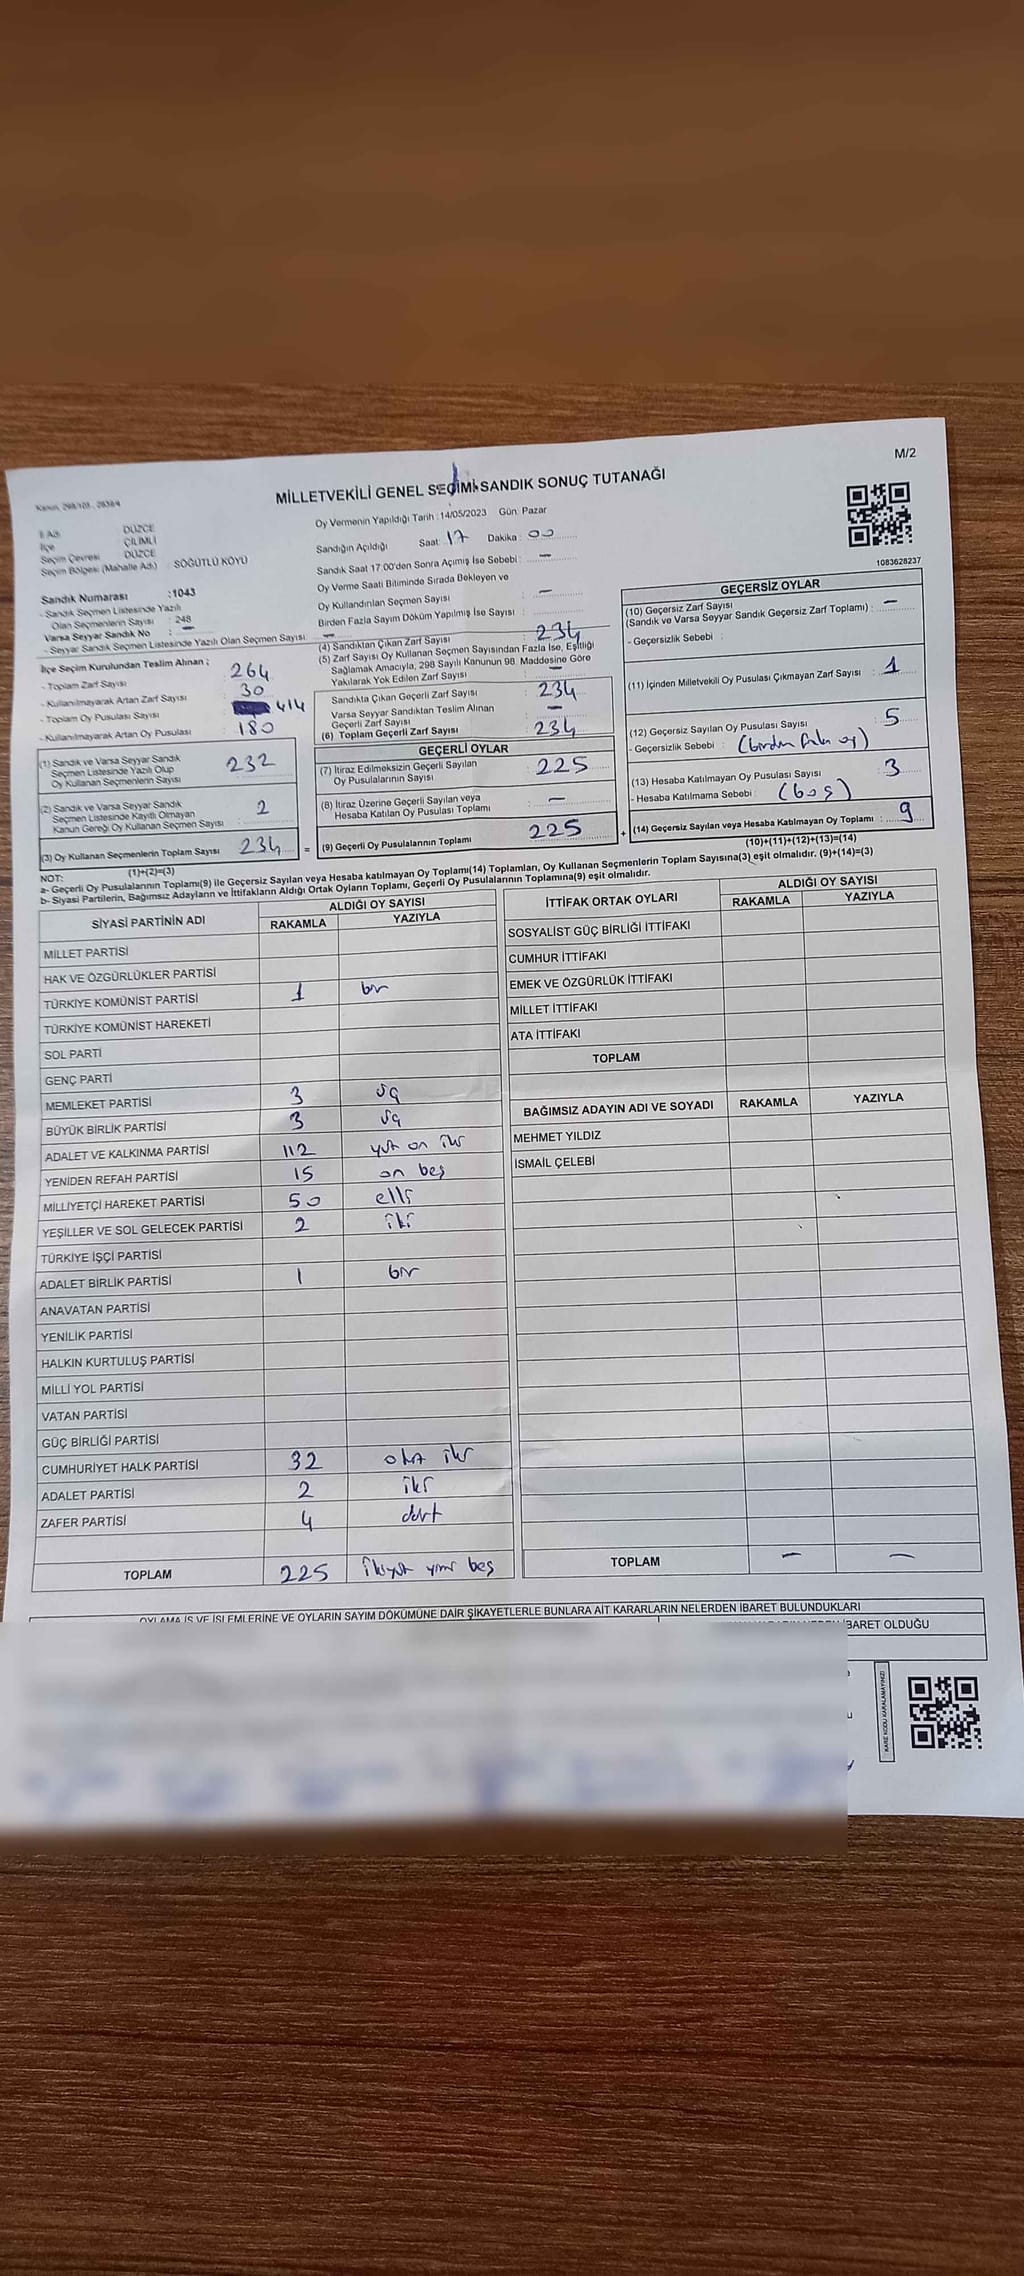 M/2
MİLLETVEKİLİ GENEL SEÇİMİ SANDIK SONUÇ TUTANAĞI
İl Adı : DÜZCE
İlçe : ÇİLİMLİ
Seçim Çevresi : DÜZCE
Seçim Bölgesi (Mahalle Adı) : SÖĞÜTLÜ KÖYÜ
Sandık Numarası :1043
- Sandık Seçmen Listesinde Yazılı
Olan Seçmenlerin Sayısı : 248
Varsa Seyyar Sandık No : –
- Seyyar Sandık Seçmen Listesinde Yazılı Olan Seçmen Sayısı: –
Oy Vermenin Yapıldığı Tarih :14/05/2023 Gün: Pazar
Sandığın Açıldığı Saat: 17 Dakika : 00
Sandık Saat 17:00'den Sonra Açımış İse Sebebi : –
Oy Verme Saati Bitiminde Sırada Bekleyen ve
Oy Kullandırılan Seçmen Sayısı : –
Birden Fazla Sayım Döküm Yapılmış İse Sayısı : –
1083628237
İlçe Seçim Kurulundan Teslim Alınan ;
- Toplam Zarf Sayısı : 264
- Kullanılmayarak Artan Zarf Sayısı : 30
- Toplam Oy Pusulası Sayısı : 414
- Kullanılmayarak Artan Oy Pusulası : 180
(1) Sandık ve Varsa Seyyar Sandık
Seçmen Listesinde Yazılı Olup
Oy Kullanan Seçmenlerin Sayısı : 232
(2) Sandık ve Varsa Seyyar Sandık
Seçmen Listesinde Kayıtlı Olmayan
Kanun Gereği Oy Kullanan Seçmen Sayısı : 2
(3) Oy Kullanan Seçmenlerin Toplam Sayısı 234
(1)+(2)=(3)
(4) Sandıktan Çıkan Zarf Sayısı : 234
(5) Zarf Sayısı Oy Kullanan Seçmen Sayısından Fazla İse, Eşitliği
Sağlamak Amacıyla, 298 Sayılı Kanunun 98. Maddesine Göre
Yakılarak Yok Edilen Zarf Sayısı : –
Sandıkta Çıkan Geçerli Zarf Sayısı : 234
Varsa Seyyar Sandıktan Teslim Alınan
Geçerli Zarf Sayısı : –
(6) Toplam Geçerli Zarf Sayısı : 234
GEÇERLİ OYLAR
(7) İtiraz Edilmeksizin Geçerli Sayılan
Oy Pusulalarının Sayısı : 225
(8) İtiraz Üzerine Geçerli Sayılan veya
Hesaba Katılan Oy Pusulası Toplamı : –
= (9) Geçerli Oy Pusulalarının Toplamı 225 +
GEÇERSİZ OYLAR
(10) Geçersiz Zarf Sayısı
(Sandık ve Varsa Seyyar Sandık Geçersiz Zarf Toplamı) : –
- Geçersizlik Sebebi :
(11) İçinden Milletvekili Oy Pusulası Çıkmayan Zarf Sayısı : 1
(12) Geçersiz Sayılan Oy Pusulası Sayısı : 5
- Geçersizlik Sebebi : (birden fazla oy)
(13) Hesaba Katılmayan Oy Pusulası Sayısı : 3
- Hesaba Katılmama Sebebi : (boş)
(14) Geçersiz Sayılan veya Hesaba Katılmayan Oy Toplamı : 9
(10)+(11)+(12)+(13)=(14)
NOT:
a- Geçerli Oy Pusulalarının Toplamı(9) ile Geçersiz Sayılan veya Hesaba katılmayan Oy Toplamı(14) Toplamları, Oy Kullanan Seçmenlerin Toplam Sayısına(3) eşit olmalıdır. (9)+(14)=(3)
b- Siyasi Partilerin, Bağımsız Adayların ve İttifakların Aldığı Ortak Oyların Toplamı, Geçerli Oy Pusulalarının Toplamına(9) eşit olmalıdır.
SİYASİ PARTİNİN ADI ALDIĞI OY SAYISI
RAKAMLA YAZIYLA
MİLLET PARTİSİ
HAK VE ÖZGÜRLÜKLER PARTİSİ
TÜRKİYE KOMÜNİST PARTİSİ 1 bir
TÜRKİYE KOMÜNİST HAREKETİ
SOL PARTİ
GENÇ PARTİ
MEMLEKET PARTİSİ 3 üç
BÜYÜK BİRLİK PARTİSİ 3 üç
ADALET VE KALKINMA PARTİSİ 112 yüz on iki
YENİDEN REFAH PARTİSİ 15 on beş
MİLLİYETÇİ HAREKET PARTİSİ 50 elli
YEŞİLLER VE SOL GELECEK PARTİSİ 2 iki
TÜRKİYE İŞÇİ PARTİSİ
ADALET BİRLİK PARTİSİ 1 bir
ANAVATAN PARTİSİ
YENİLİK PARTİSİ
HALKIN KURTULUŞ PARTİSİ
MİLLİ YOL PARTİSİ
VATAN PARTİSİ
GÜÇ BİRLİĞİ PARTİSİ
CUMHURİYET HALK PARTİSİ 32 otuz iki
ADALET PARTİSİ 2 iki
ZAFER PARTİSİ 4 dört
TOPLAM 225 ikiyüz yirmi beş
İTTİFAK ORTAK OYLARI ALDIĞI OY SAYISI
RAKAMLA YAZIYLA
SOSYALİST GÜÇ BİRLİĞİ İTTİFAKI
CUMHUR İTTİFAKI
EMEK VE ÖZGÜRLÜK İTTİFAKI
MİLLET İTTİFAKI
ATA İTTİFAKI
TOPLAM
BAĞIMSIZ ADAYIN ADI VE SOYADI RAKAMLA YAZIYLA
MEHMET YILDIZ
İSMAİL ÇELEBİ
TOPLAM – –
OYLAMA İŞ VE İŞLEMLERİNE VE OYLARIN SAYIM DÖKÜMÜNE DAİR ŞİKAYETLERLE BUNLARA AİT KARARLARIN NELERDEN İBARET BULUNDUKLARI
İBARET OLDUĞU
KARE KODU KARALAMAYINIZ!